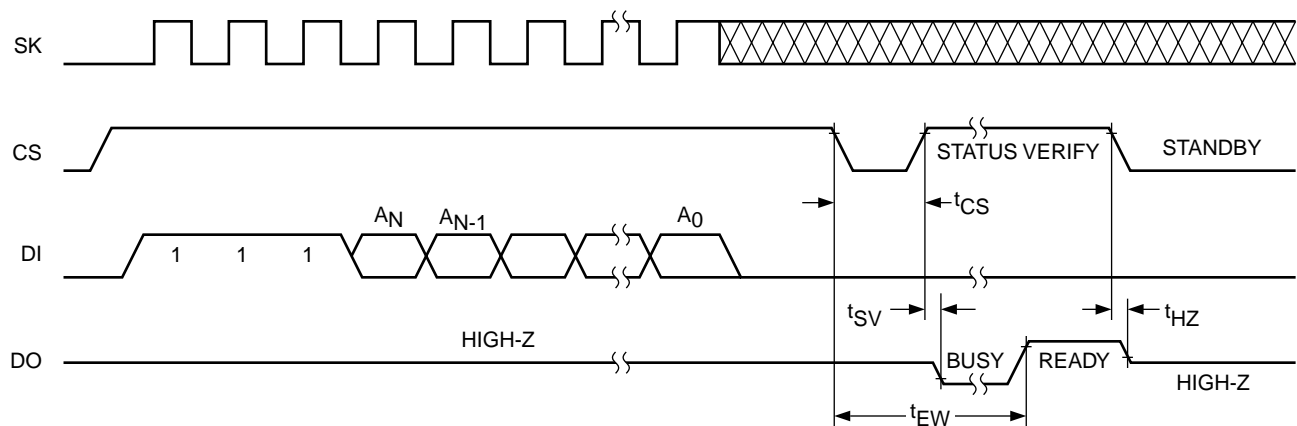 SK
CS
STATUS VERIFY
STANDBY
tCS
AN
AN-1
A0
DI
1 1 1
tSV
tHZ
HIGH-Z
DO
BUSY
READY
HIGH-Z
tEW